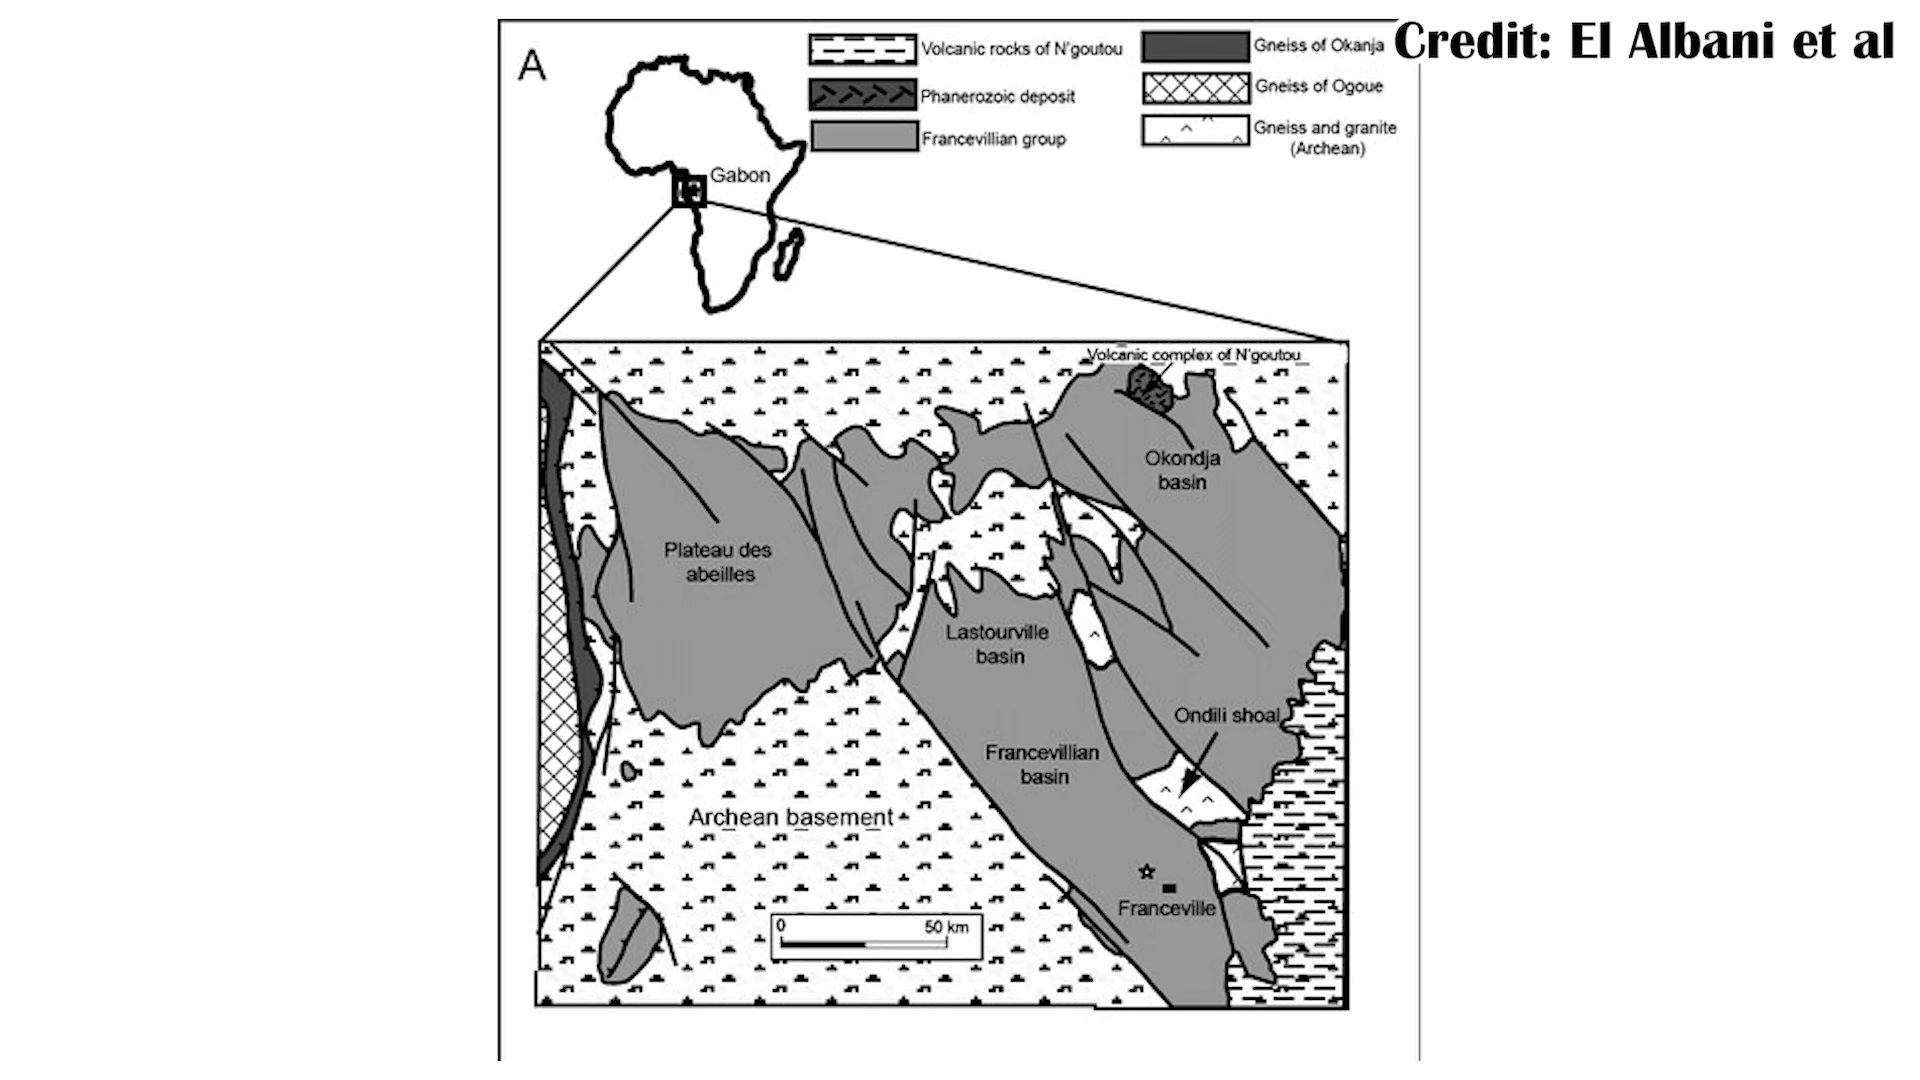 Credit: El Albani et al
A
Volcanic rocks of N'goutou
Phanerozoic deposit
Francevillian group
Gneiss of Okanja
Gneiss of Ogoue
Gneiss and granite
(Archean)
Gabon
Volcanic complex of N'goutou
Okondja
basin
Plateau des
abeilles
Lastourville
basin
Ondili shoal
Francevillian
basin
Archean basement
Franceville
0 50 km